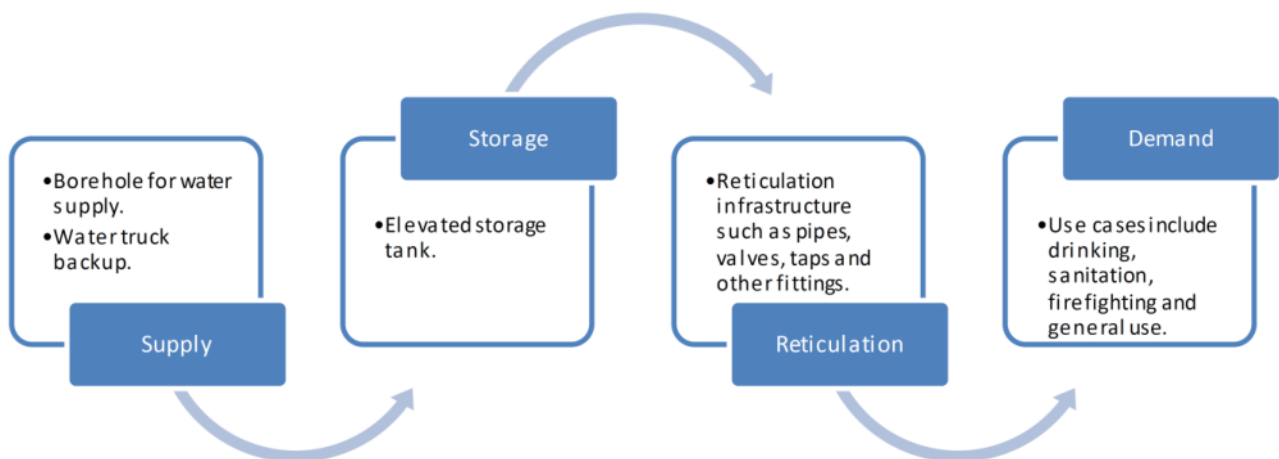 •Borehole for water
supply.
•Water truck
backup.
Supply
Storage
•Elevated storage
tank.
•Reticulation
infrastructure
such as pipes,
valves, taps and
other fittings.
Reticulation
Demand
•Use cases include
drinking,
sanitation,
firefighting and
general use.